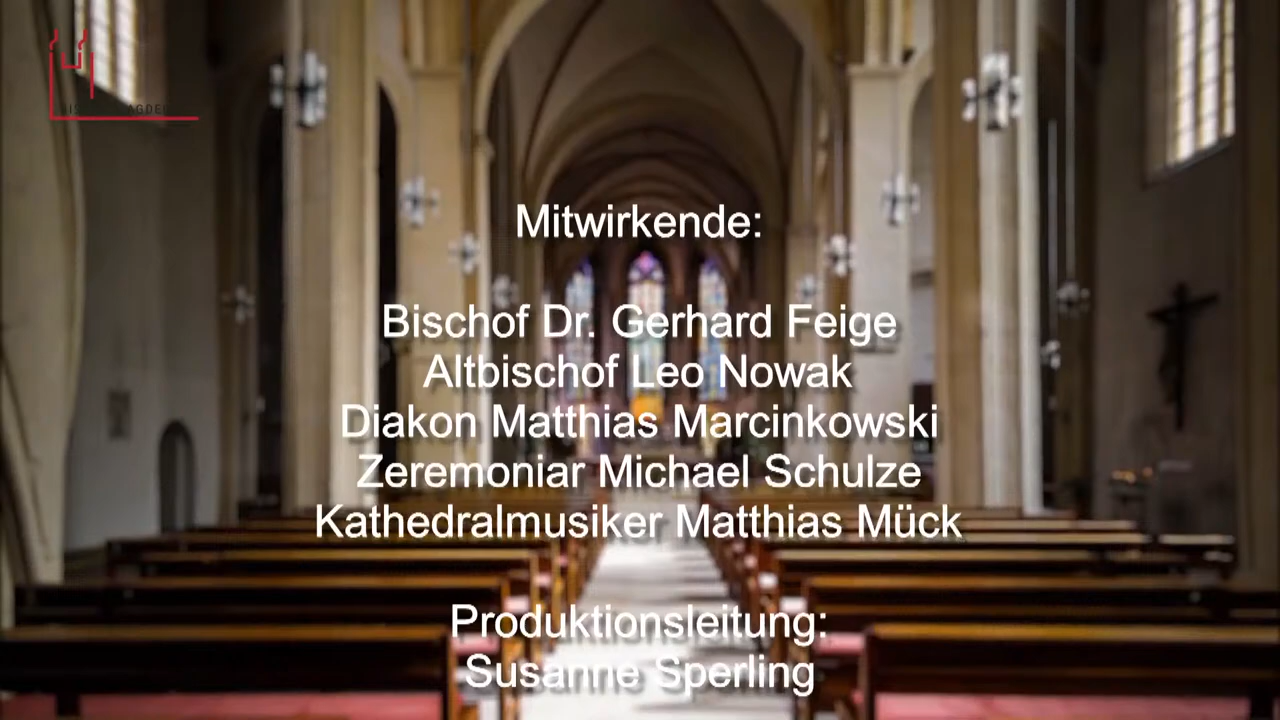 Mitwirkende:
Bischof Dr. Gerhard Feige
Altbischof Leo Nowak
Diakon Matthias Marcinkowski
Zeremoniar Michael Schulze
Kathedralmusiker Matthias Mück
Produktionsleitung:
Susanne Sperling